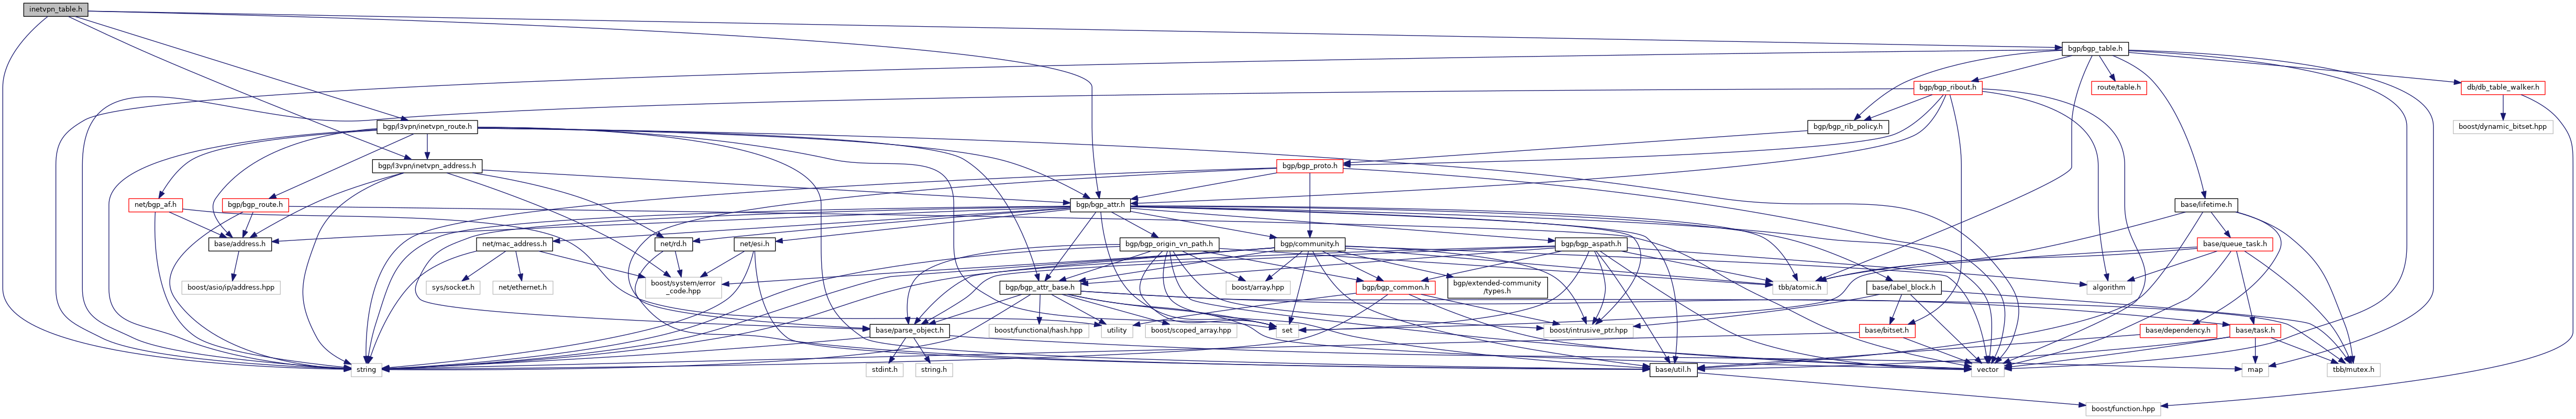 inetvpn_table.h
bgp/bgp_table.h
bgp/bgp_ribout.h
route/table.h
db/db_table_walker.h
bgp/l3vpn/inetvpn_route.h
bgp/bgp_rib_policy.h
boost/dynamic_bitset.hpp
bgp/l3vpn/inetvpn_address.h
bgp/bgp_proto.h
net/bgp_af.h
bgp/bgp_route.h
bgp/bgp_attr.h
base/lifetime.h
base/address.h
net/mac_address.h
net/rd.h
net/esi.h
bgp/bgp_origin_vn_path.h
bgp/community.h
bgp/bgp_aspath.h
base/queue_task.h
boost/asio/ip/address.hpp
sys/socket.h
net/ethernet.h
boost/system/error
_code.hpp
bgp/bgp_attr_base.h
boost/array.hpp
bgp/bgp_common.h
bgp/extended-community
/types.h
tbb/atomic.h
base/label_block.h
algorithm
base/parse_object.h
boost/functional/hash.hpp
utility
boost/scoped_array.hpp
set
boost/intrusive_ptr.hpp
base/bitset.h
base/dependency.h
base/task.h
string
stdint.h
string.h
base/util.h
vector
map
tbb/mutex.h
boost/function.hpp